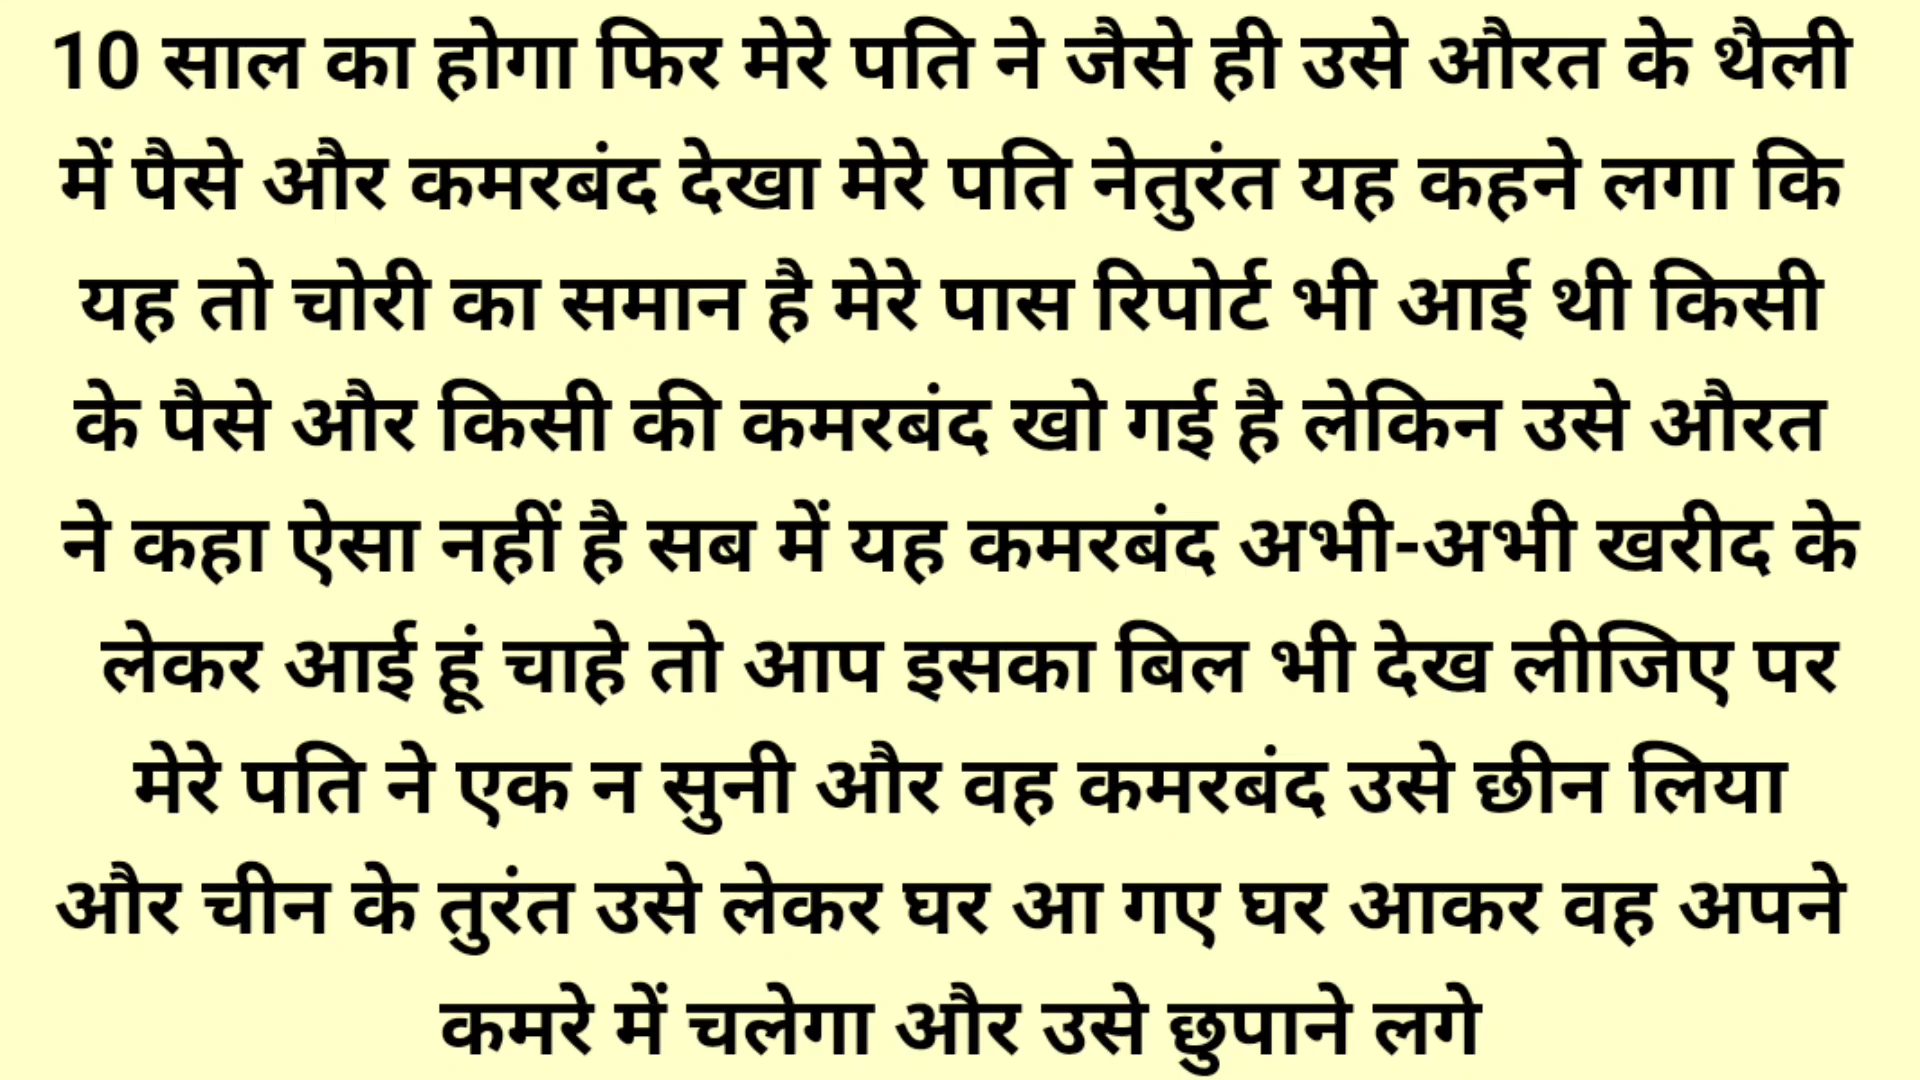 10 साल का होगा फिर मेरे पति ने जैसे ही उसे औरत के थैली
में पैसे और कमरबंद देखा मेरे पति नेतुरंत यह कहने लगा कि
यह तो चोरी का समान है मेरे पास रिपोर्ट भी आई थी किसी
के पैसे और किसी की कमरबंद खो गई है लेकिन उसे औरत
ने कहा ऐसा नहीं है सब में यह कमरबंद अभी-अभी खरीद के
लेकर आई हूं चाहे तो आप इसका बिल भी देख लीजिए पर
मेरे पति ने एक न सुनी और वह कमरबंद उसे छीन लिया
और चीन के तुरंत उसे लेकर घर आ गए घर आकर वह अपने
कमरे में चलेगा और उसे छुपाने लगे